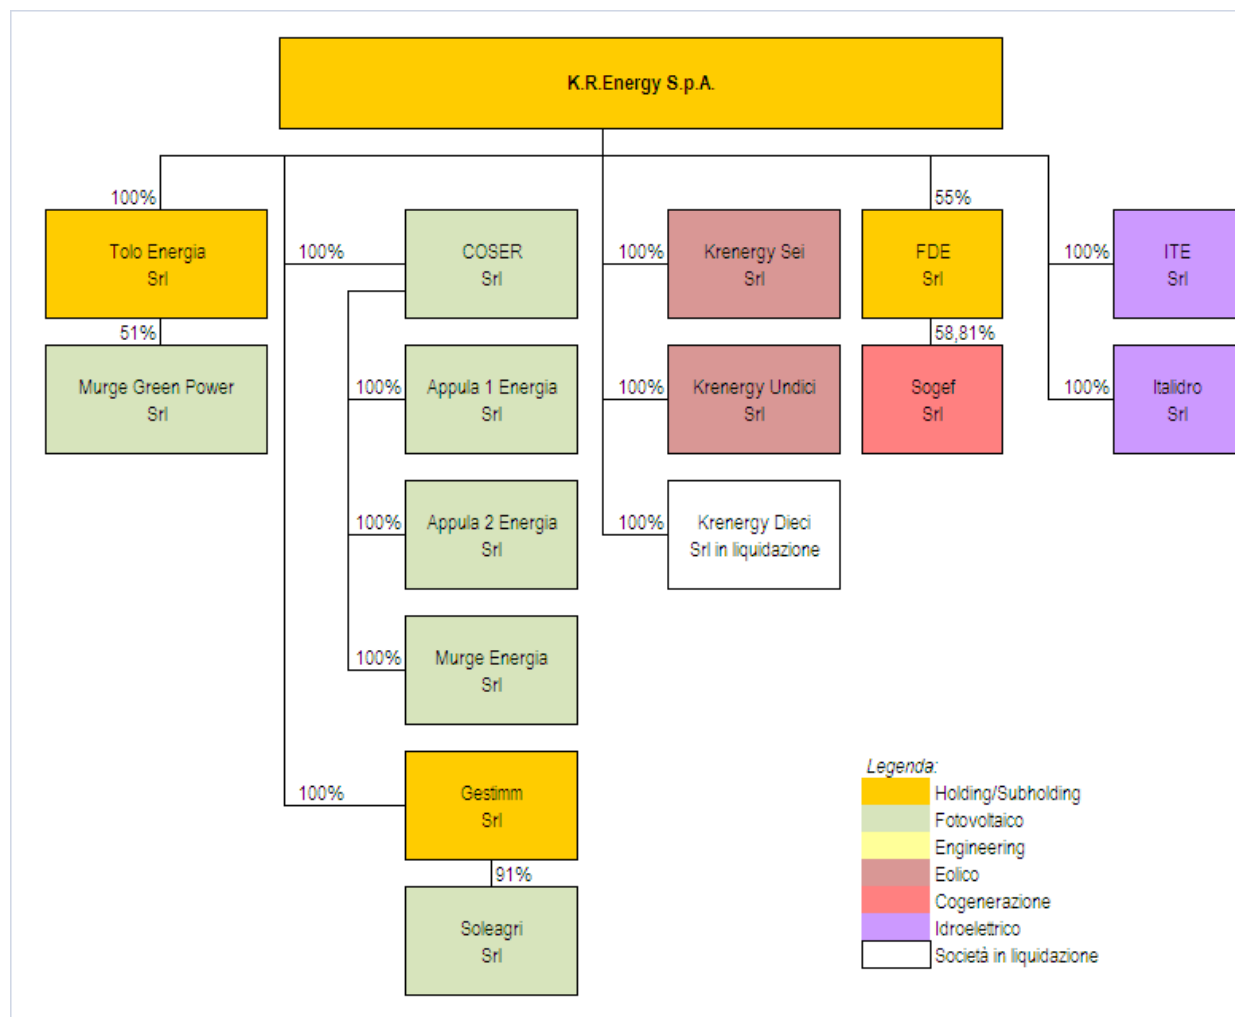 K.R.Energy S.p.A.
100%
55%
Tolo Energia
Srl
100%
COSER
Srl
100%
Krenergy Sei
Srl
FDE
Srl
100%
ITE
Srl
51%
58,81%
Murge Green Power
Srl
100%
Appula 1 Energia
Srl
100%
Krenergy Undici
Srl
Sogef
Srl
100%
Italidro
Srl
100%
Appula 2 Energia
Srl
100%
Krenergy Dieci
Srl in liquidazione
100%
Murge Energia
Srl
100%
Gestimm
Srl
91%
Soleagri
Srl
Legenda:
Holding/Subholding
Fotovoltaico
Engineering
Eolico
Cogenerazione
Idroelettrico
Società in liquidazione